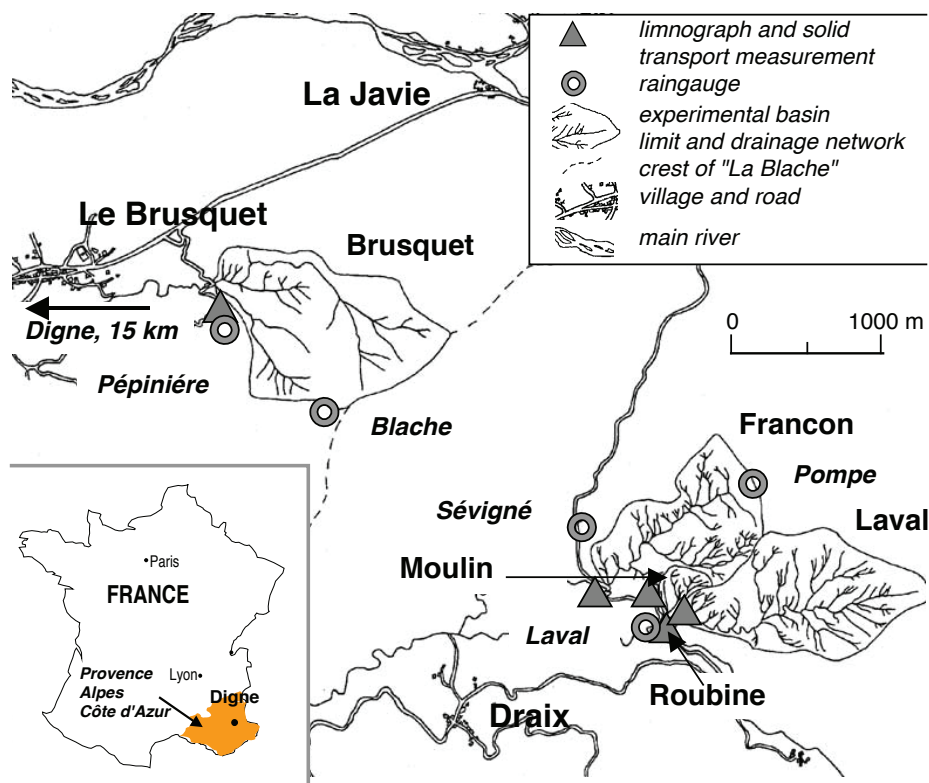 limnograph and solid
transport measurement
raingauge
experimental basin
limit and drainage network
crest of "La Blache"
village and road
main river
La Javie
Le Brusquet
Brusquet
Digne, 15 km
0 1000 m
Pépiniére
Blache
Francon
Pompe
Sévigné
Laval
Moulin
Laval
Roubine
Draix
Paris
FRANCE
Lyon
Provence
Alpes
Côte d'Azur
Digne